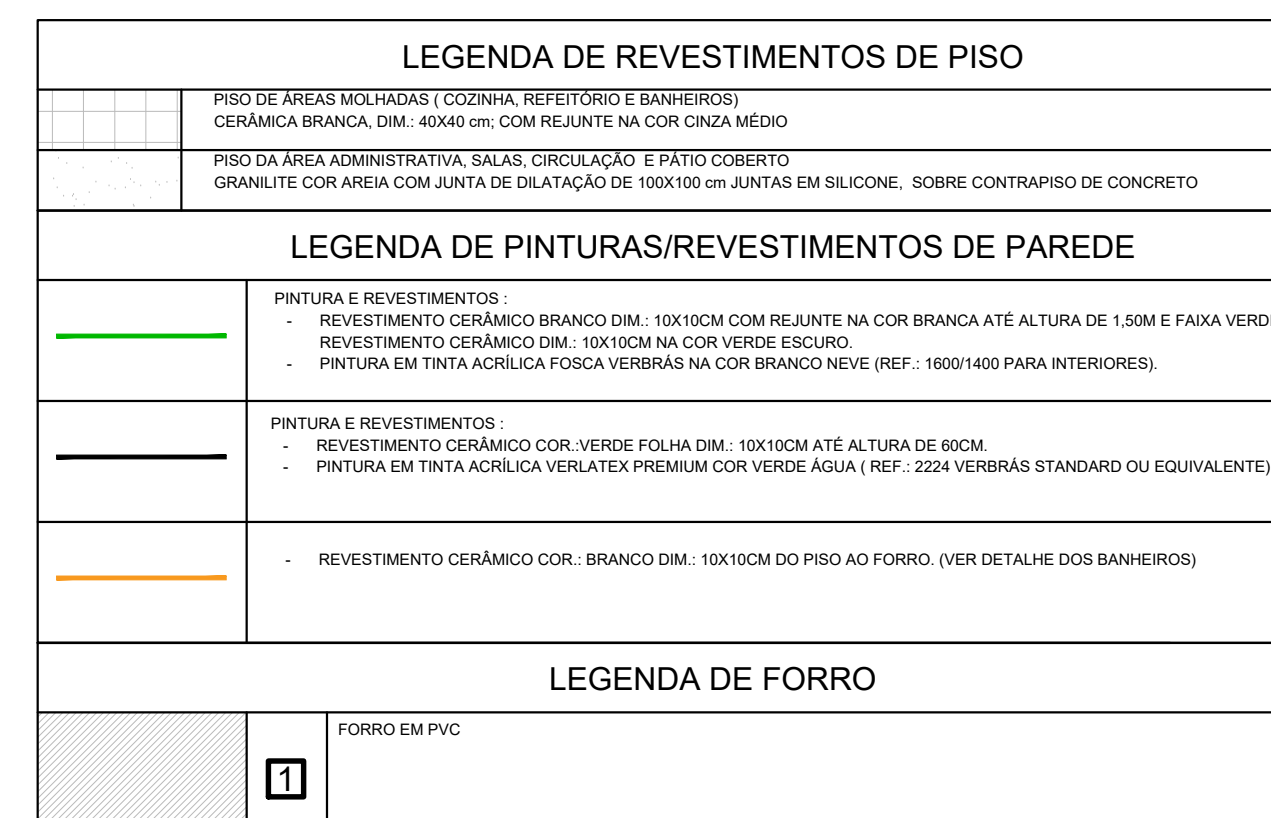 LEGENDA DE REVESTIMENTOS DE PISO
PISO DE ÁREAS MOLHADAS ( COZINHA, REFEITÓRIO E BANHEIROS)
CERÂMICA BRANCA, DIM.: 40X40 cm; COM REJUNTE NA COR CINZA MÉDIO
PISO DA ÁREA ADMINISTRATIVA, SALAS, CIRCULAÇÃO E PÁTIO COBERTO
GRANILITE COR AREIA COM JUNTA DE DILATAÇÃO DE 100X100 cm JUNTAS EM SILICONE, SOBRE CONTRAPISO DE CONCRETO
LEGENDA DE PINTURAS/REVESTIMENTOS DE PAREDE
PINTURA E REVESTIMENTOS :
- REVESTIMENTO CERÂMICO BRANCO DIM.: 10X10CM COM REJUNTE NA COR BRANCA ATÉ ALTURA DE 1,50M E FAIXA
REVESTIMENTO CERÂMICO DIM.: 10X10CM NA COR VERDE ESCURO.
- PINTURA EM TINTA ACRÍLICA FOSCA VERBRÁS NA COR BRANCO NEVE (REF.: 1600/1400 PARA INTERIORES).
PINTURA E REVESTIMENTOS :
- REVESTIMENTO CERÂMICO COR.:VERDE FOLHA DIM.: 10X10CM ATÉ ALTURA DE 60CM.
- PINTURA EM TINTA ACRÍLICA VERLATEX PREMIUM COR VERDE ÁGUA ( REF.: 2224 VERBRÁS STANDARD OU EQUIVALENTE)
- REVESTIMENTO CERÂMICO COR.: BRANCO DIM.: 10X10CM DO PISO AO FORRO. (VER DETALHE DOS BANHEIROS)
LEGENDA DE FORRO
FORRO EM PVC
1